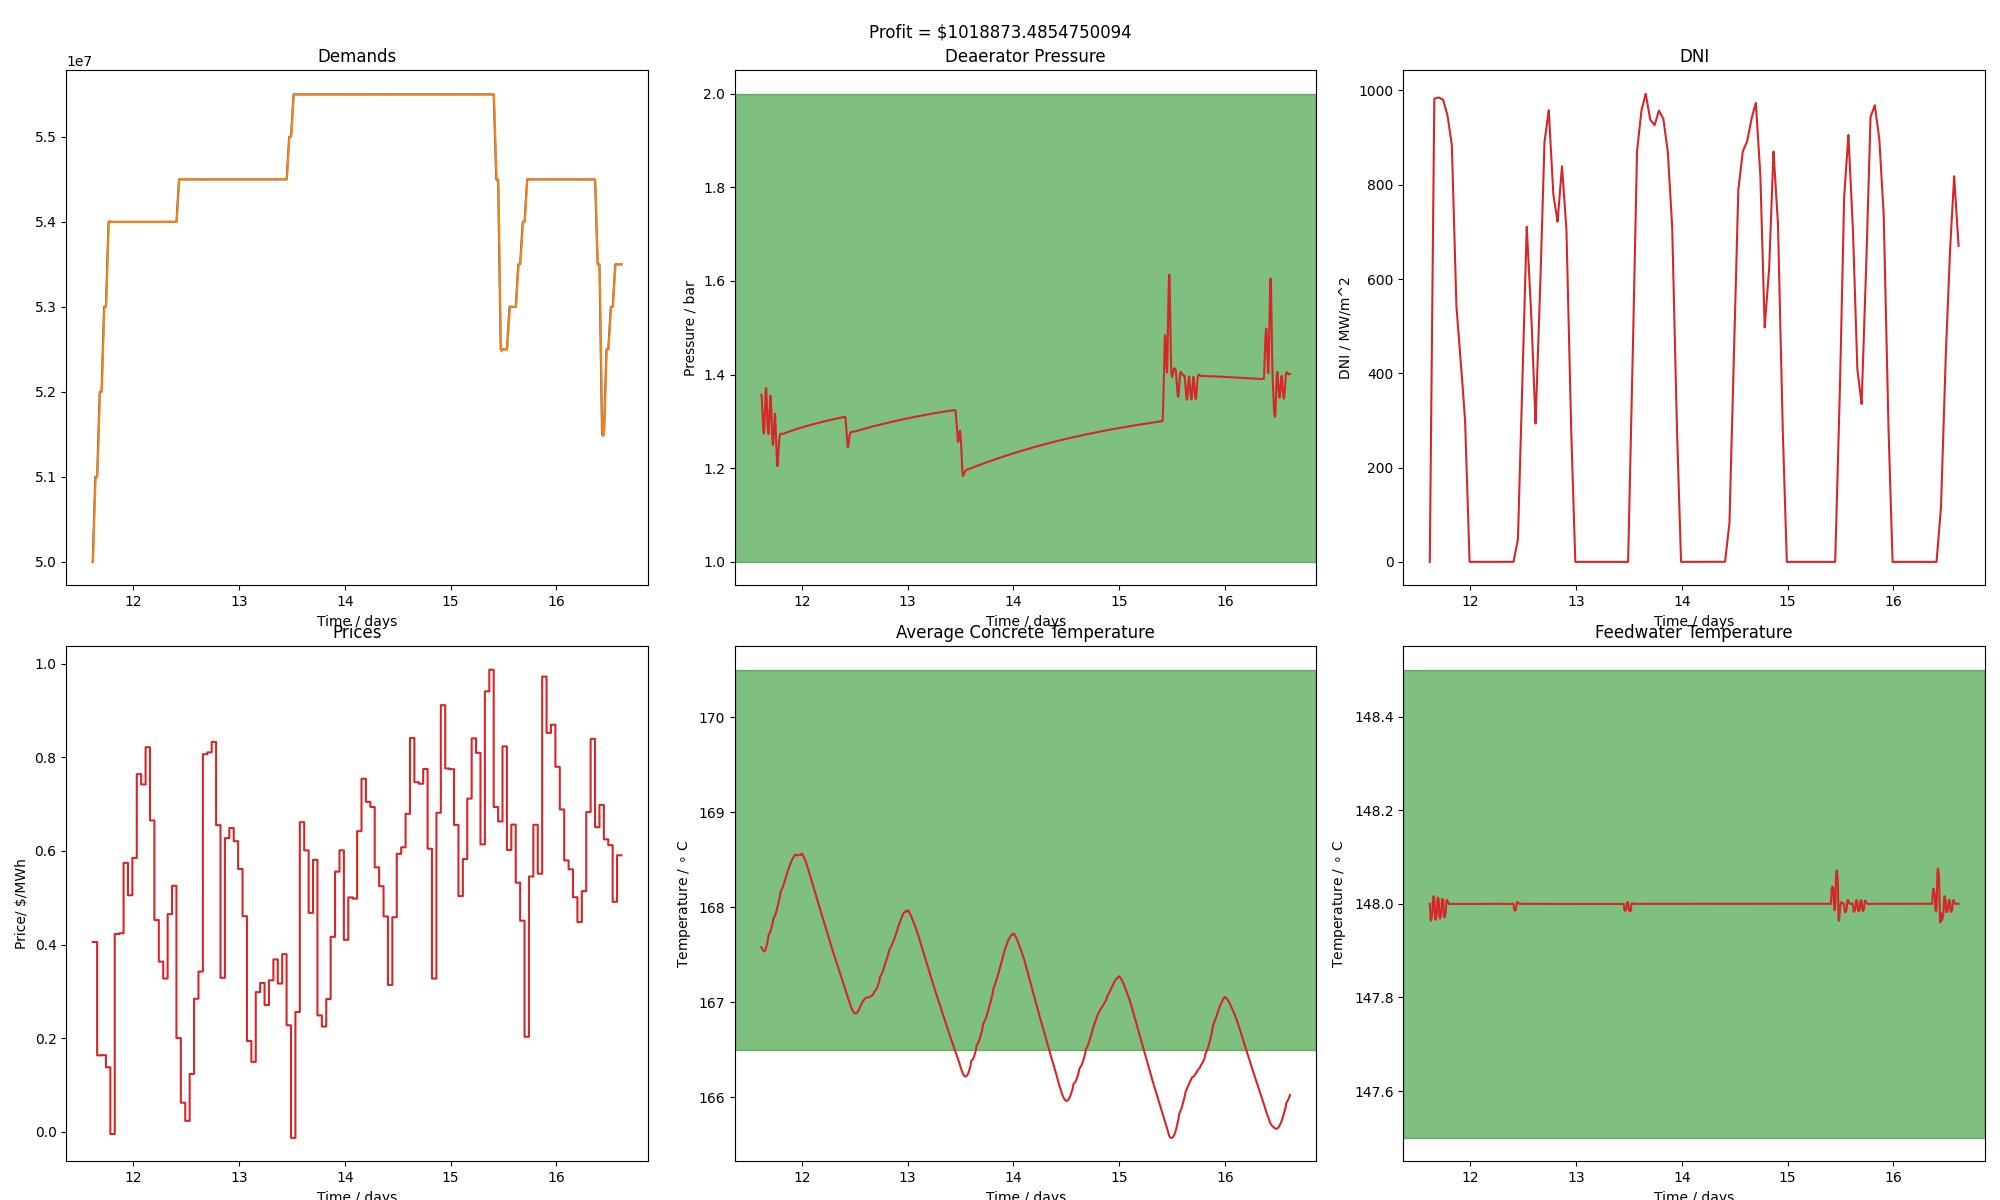 Profit = $1018873.4854750094
Demands
1e7
5.5
5.4
5.3
5.2
5.1
5.0
12 13 14 15 16
Time / days
Deaerator Pressure
Pressure / bar
2.0
1.8
1.6
1.4
1.2
1.0
12 13 14 15 16
Time / days
DNI
DNI / MW/m^2
1000
800
600
400
200
0
12 13 14 15 16
Time / days
Prices
Price/ $/MWh
1.0
0.8
0.6
0.4
0.2
0.0
12 13 14 15 16
Time / days
Average Concrete Temperature
Temperature / ∘ C
170
169
168
167
166
12 13 14 15 16
Time / days
Feedwater Temperature
Temperature / ∘ C
148.4
148.2
148.0
147.8
147.6
12 13 14 15 16
Time / days